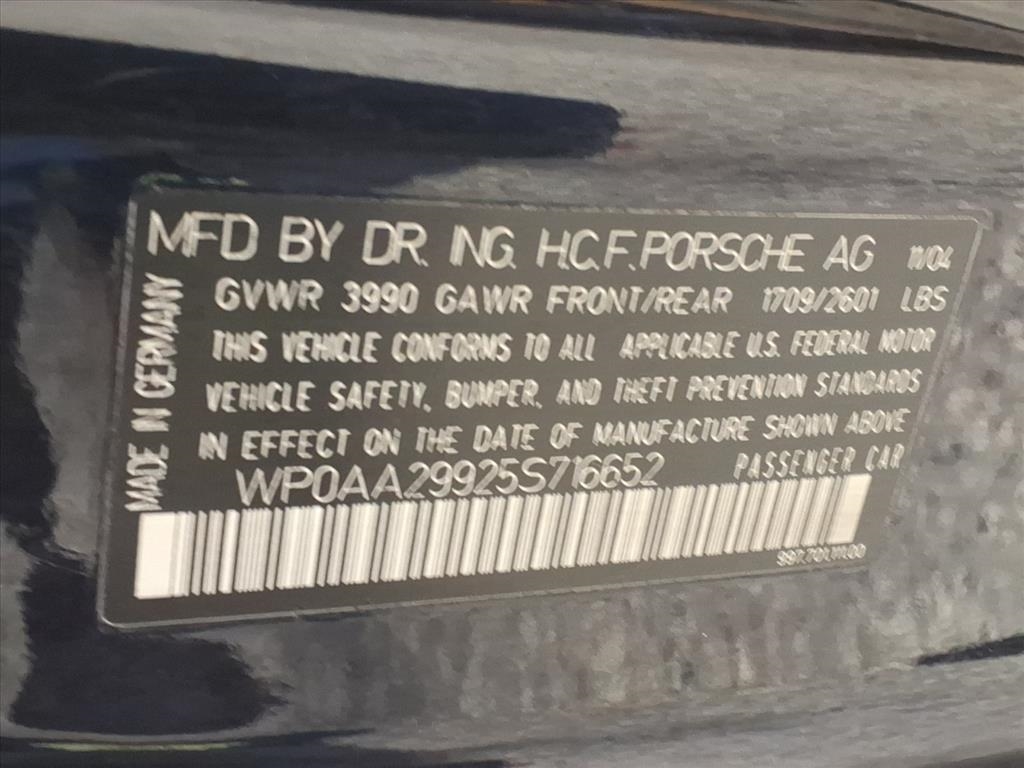 MFD BY DR. ING. H.C.F. PORSCHE AG 11/04
GVWR 3990 GAWR FRONT/REAR 1709/2601 LBS
THIS VEHICLE CONFORMS TO ALL APPLICABLE U.S. FEDERAL MOTOR
VEHICLE SAFETY, BUMPER, AND THEFT PREVENTION STANDARDS
IN EFFECT ON THE DATE OF MANUFACTURE SHOWN ABOVE
WP0AA29925S716652 PASSENGER CAR
MADE IN GERMANY